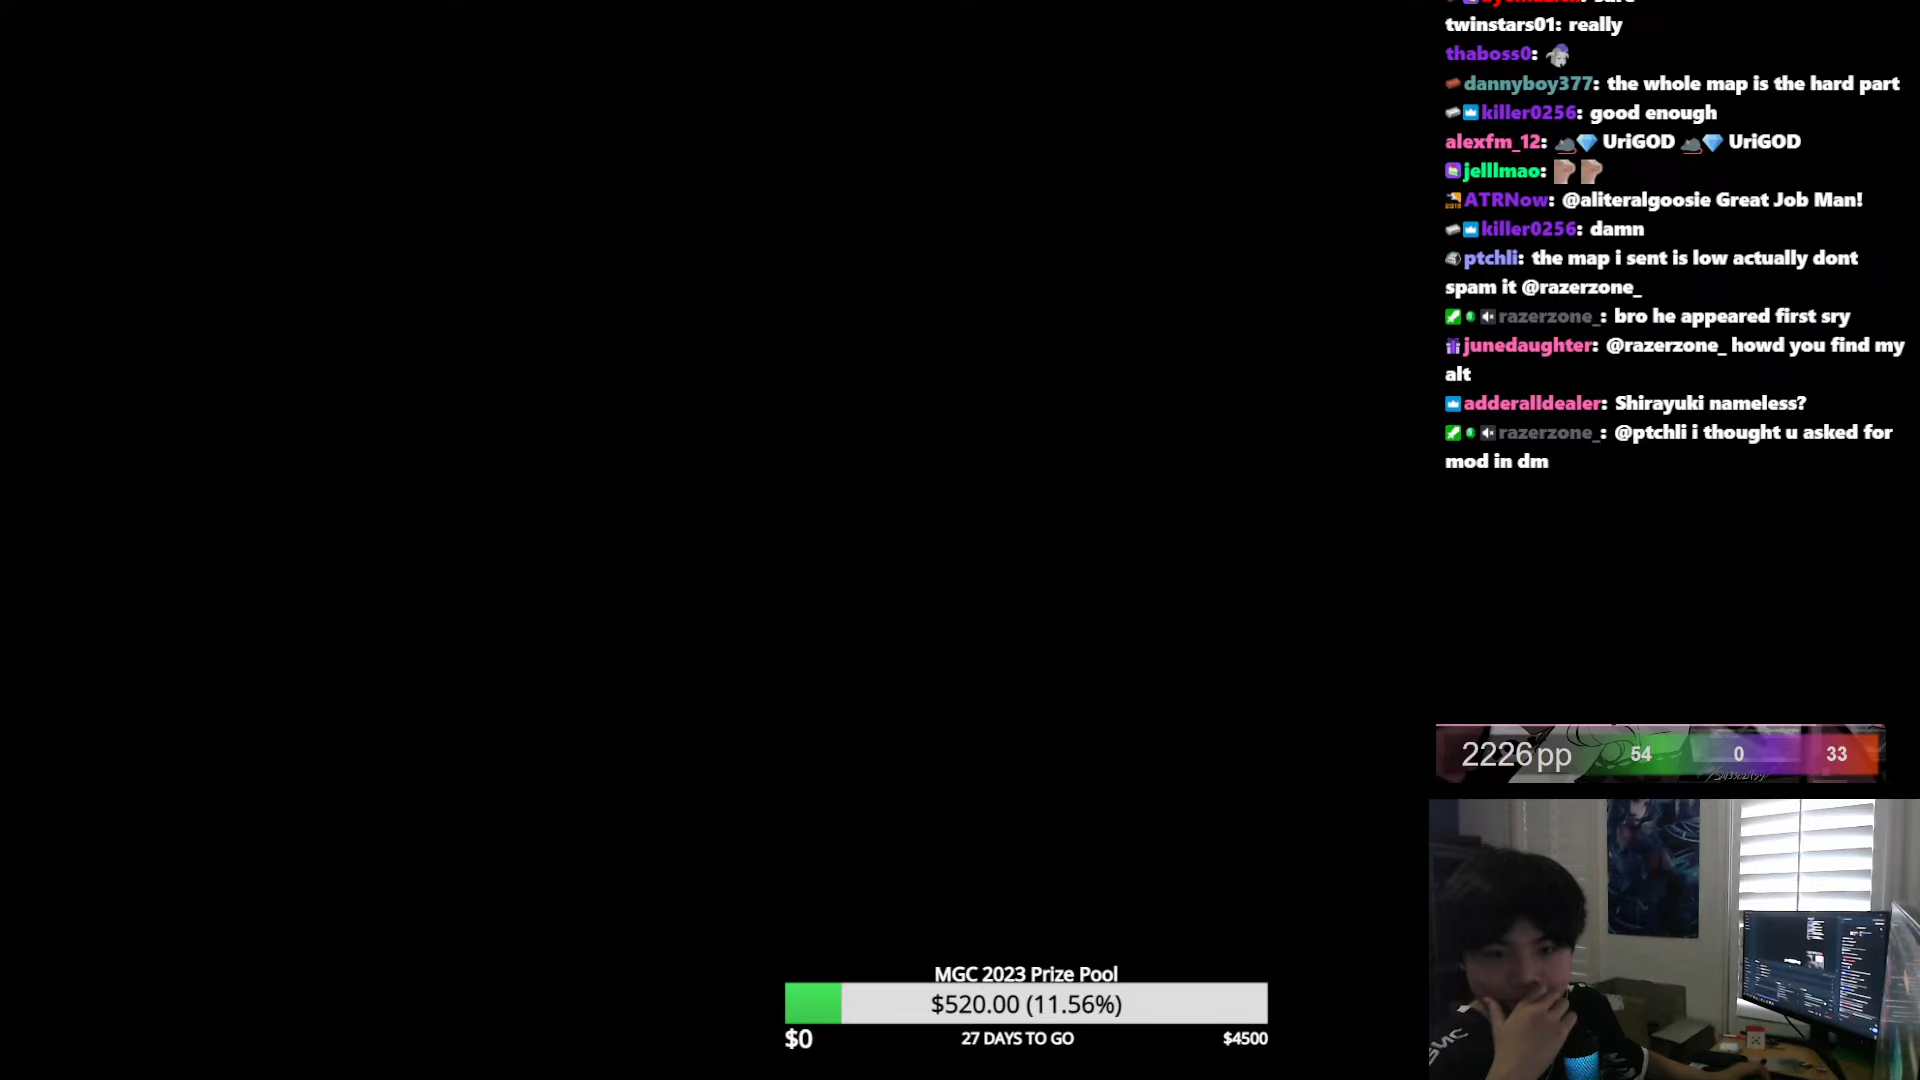 twinstars01: really
thaboss0:
dannyboy377: the whole map is the hard part
killer0256: good enough
alexfm_12: UriGOD UriGOD
jelllmao:
ATRNow: @aliteralgoosie Great Job Man!
killer0256: damn
ptchli: the map i sent is low actually dont
spam it @razerzone_
razerzone_: bro he appeared first sry
junedaughter: @razerzone_ howd you find my
alt
adderalldealer: Shirayuki nameless?
razerzone_: @ptchli i thought u asked for
mod in dm
2226pp 54 0 33
MGC 2023 Prize Pool
$520.00 (11.56%)
$0 27 DAYS TO GO $4500